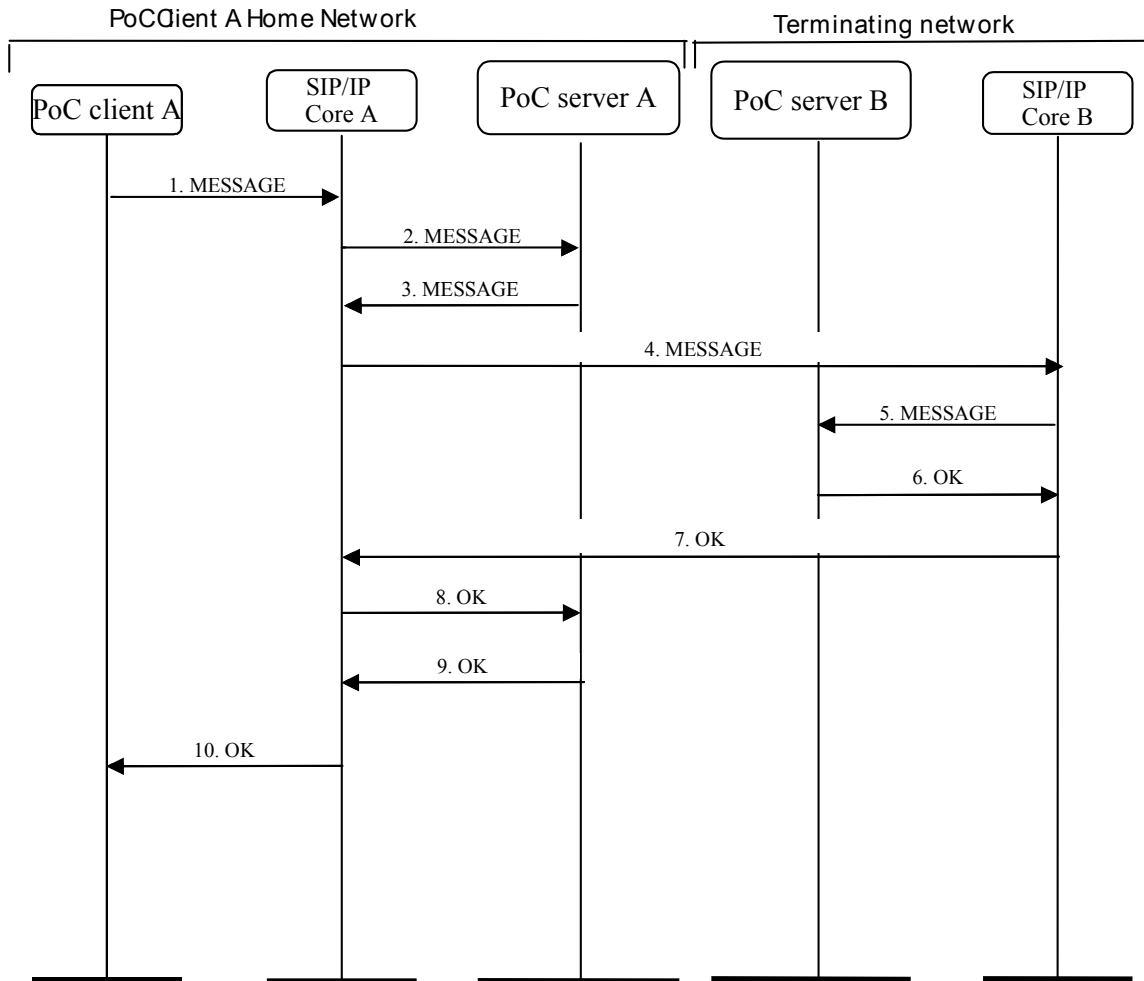 PoCClient A Home Network
Terminating network
PoC client A
SIP/IP
Core A
PoC server A
PoC server B
SIP/IP
Core B
1. MESSAGE
2. MESSAGE
3. MESSAGE
4. MESSAGE
5. MESSAGE
6. OK
7. OK
8. OK
9. OK
10. OK